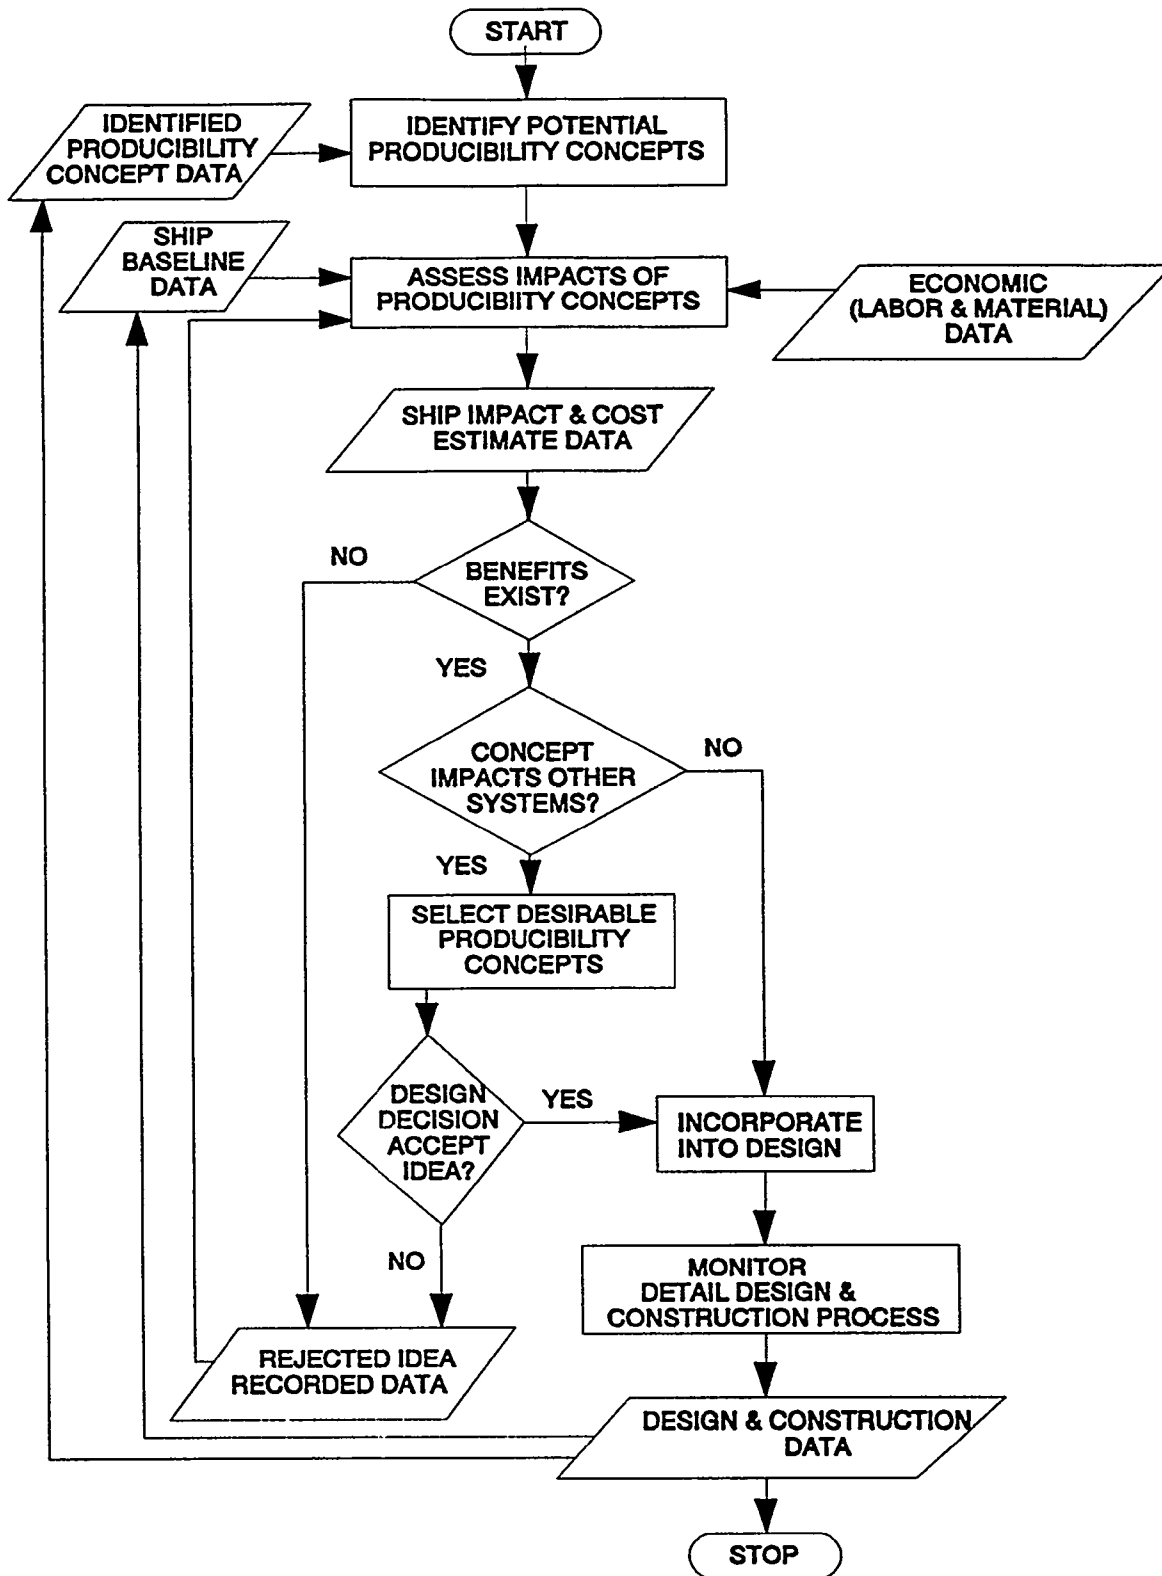 START
IDENTIFIED
PRODUCIBILITY
CONCEPT DATA
IDENTIFY POTENTIAL
PRODUCIBILITY CONCEPTS
SHIP
BASELINE
DATA
ASSESS IMPACTS OF
PRODUCIBIITY CONCEPTS
ECONOMIC
(LABOR & MATERIAL)
DATA
SHIP IMPACT & COST
ESTIMATE DATA
NO
BENEFITS
EXIST?
YES
CONCEPT
IMPACTS OTHER
SYSTEMS?
NO
YES
SELECT DESIRABLE
PRODUCIBILITY
CONCEPTS
DESIGN
DECISION
ACCEPT
IDEA?
YES
INCORPORATE
INTO DESIGN
NO
MONITOR
DETAIL DESIGN &
CONSTRUCTION PROCESS
REJECTED IDEA
RECORDED DATA
DESIGN & CONSTRUCTION
DATA
STOP